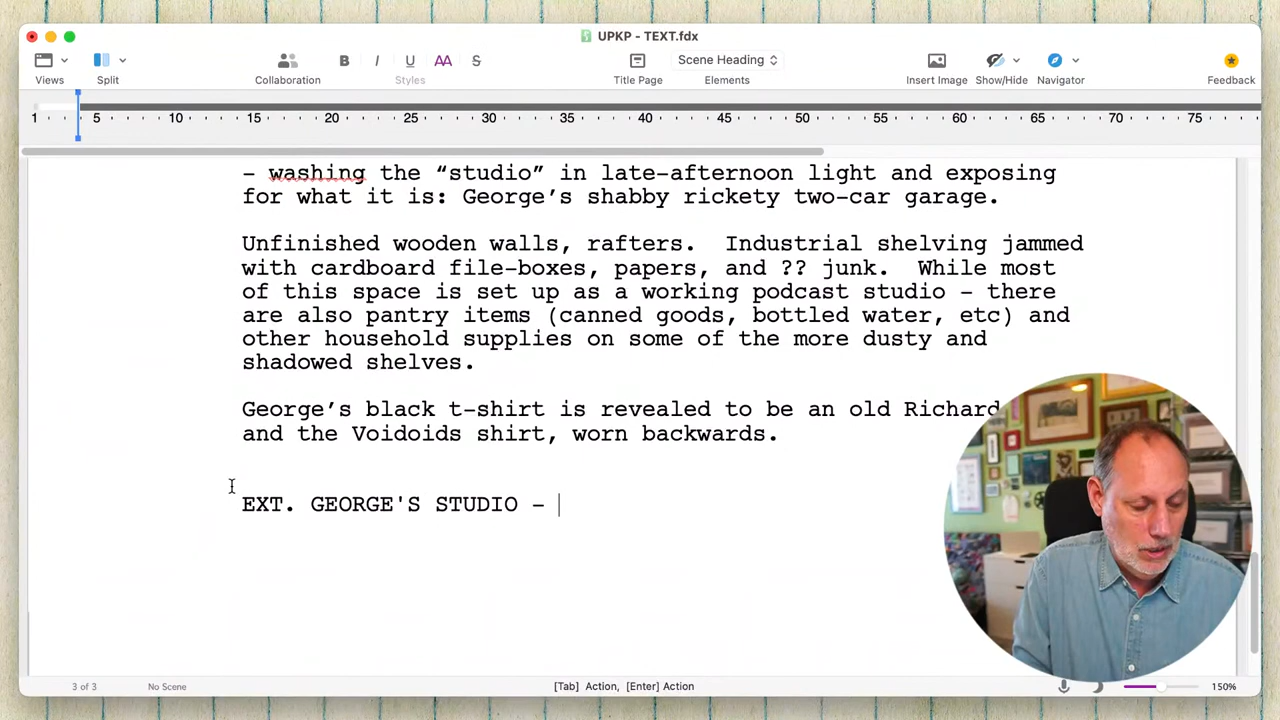 UPKP - TEXT.fdx
Views
Split
Collaboration
B I U AA S
Styles
Title Page
Scene Heading
Elements
Insert Image
Show/Hide
Navigator
Feedback
1 5 10 15 20 25 30 35 40 45 50 55 60 65 70 75
- washing the “studio” in late-afternoon light and exposing
for what it is: George’s shabby rickety two-car garage.
Unfinished wooden walls, rafters. Industrial shelving jammed
with cardboard file-boxes, papers, and ?? junk. While most
of this space is set up as a working podcast studio - there
are also pantry items (canned goods, bottled water, etc) and
other household supplies on some of the more dusty and
shadowed shelves.
George’s black t-shirt is revealed to be an old Richard
and the Voidoids shirt, worn backwards.
EXT. GEORGE'S STUDIO -
3 of 3
No Scene
[Tab] Action, [Enter] Action
150%